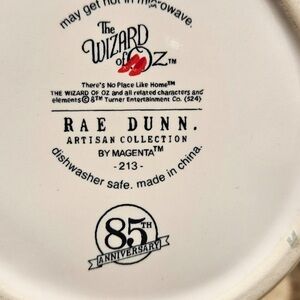 may get hot in microwave.
The
WIZARD
of OZ™
There's No Place Like Home™
THE WIZARD OF OZ and all related characters and
elements © & ™ Turner Entertainment Co. (S24)
RAE DUNN.
ARTISAN COLLECTION
BY MAGENTA™
- 213 -
dishwasher safe. made in china.
85th
ANNIVERSARY